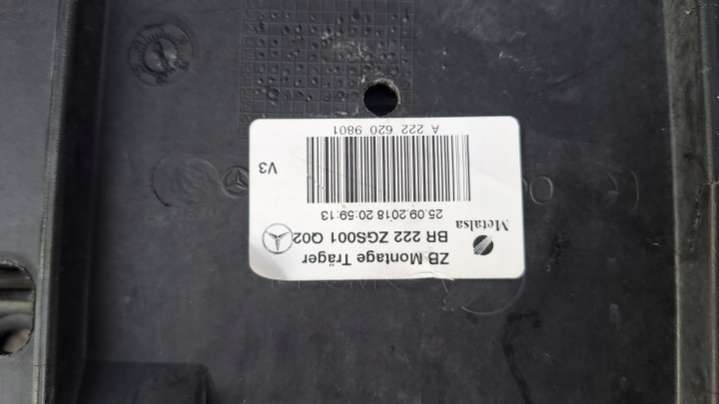 ZB Montage Träger
BR 222 ZGS001 Q02
Metalsa
25.09.2018 20:59:13
V3
A 222 620 9801